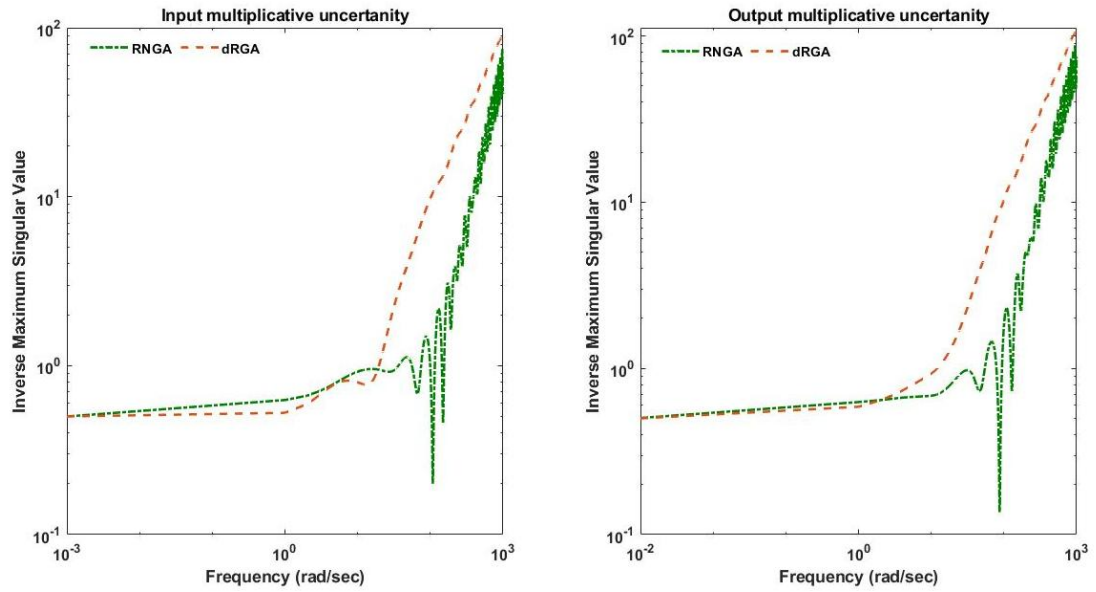 Input multiplicative uncertanity
RNGA
dRGA
10^2
10^1
10^0
10^-1
Inverse Maximum Singular Value
10^-3
10^0
10^3
Frequency (rad/sec)
Output multiplicative uncertanity
RNGA
dRGA
10^2
10^1
10^0
10^-1
Inverse Maximum Singular Value
10^-2
10^0
10^3
Frequency (rad/sec)